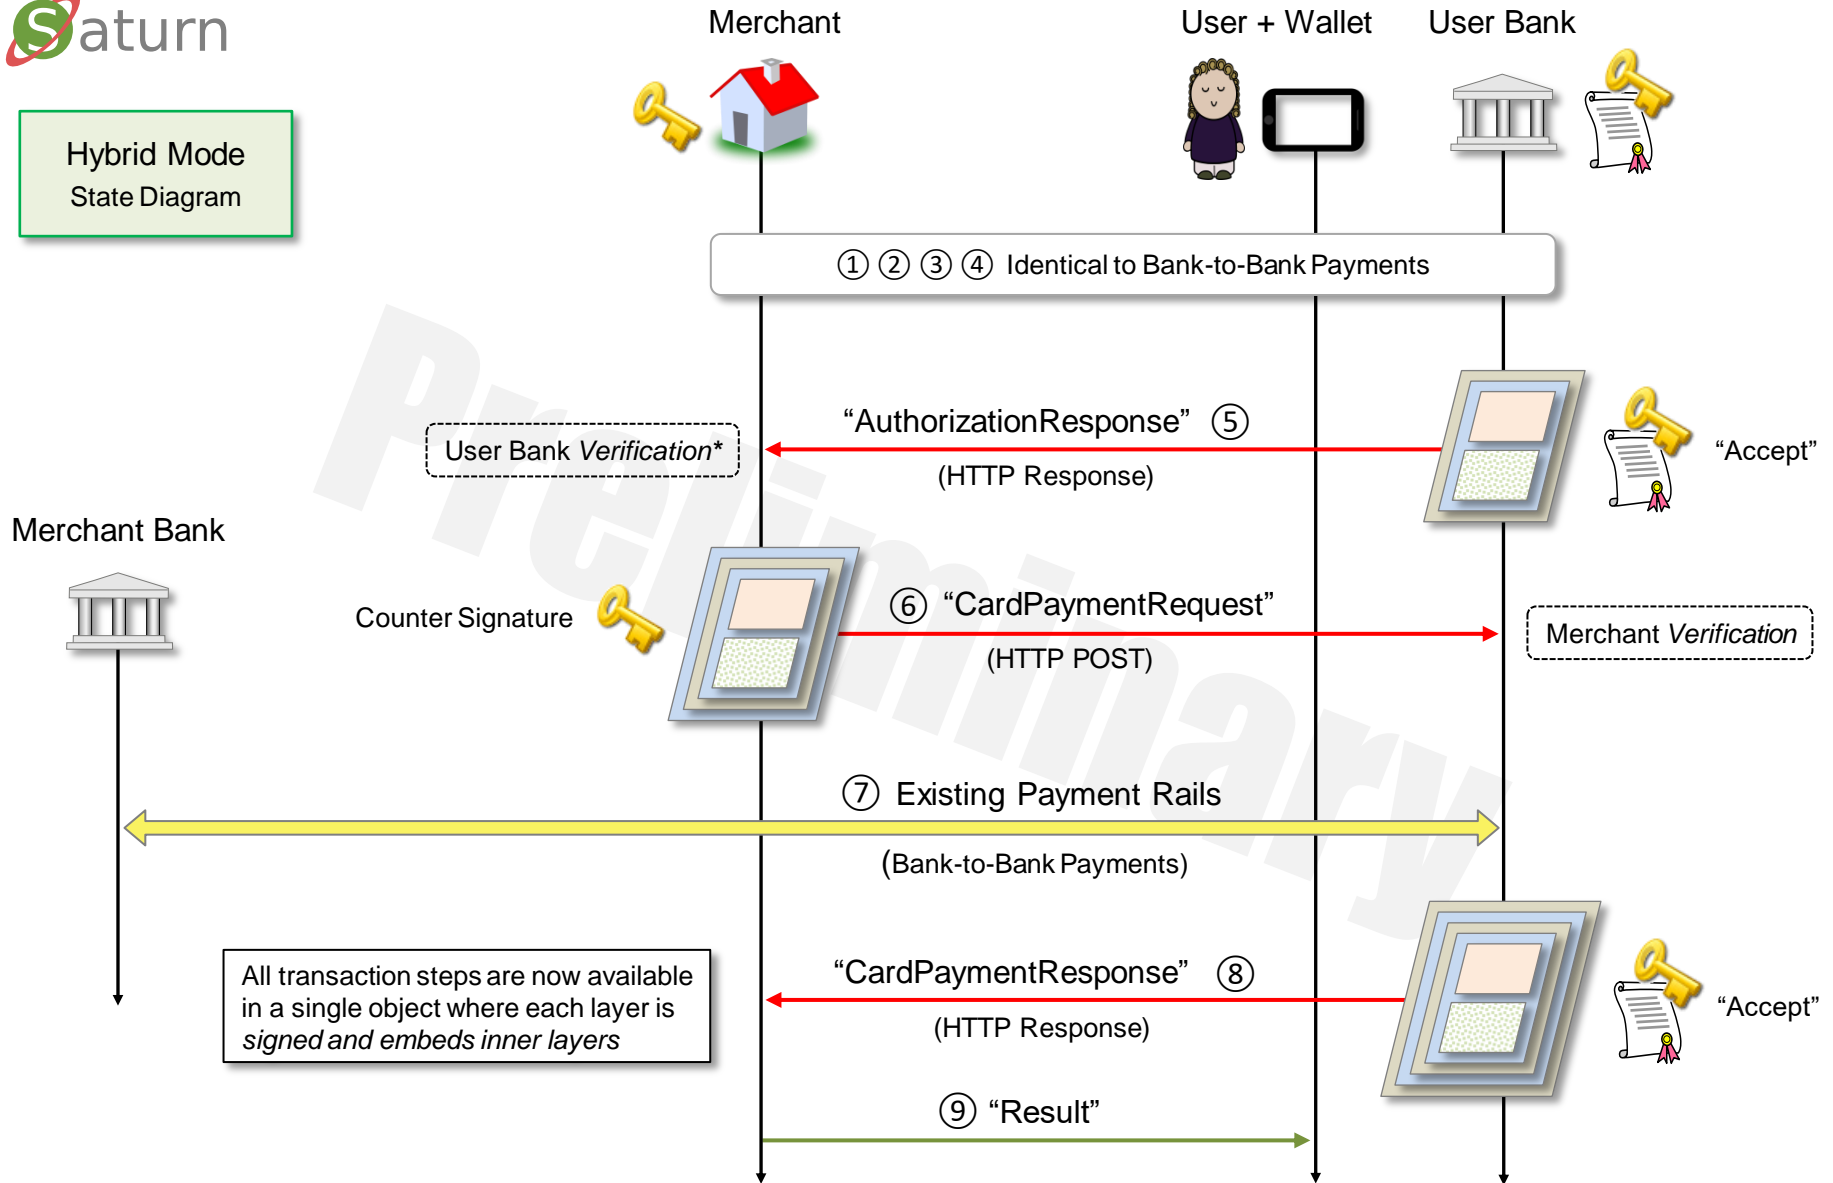 Saturn
Merchant
User + Wallet
User Bank
Hybrid Mode
State Diagram
① ② ③ ④ Identical to Bank-to-Bank Payments
Preliminary
“AuthorizationResponse” ⑤
(HTTP Response)
User Bank Verification*
“Accept”
Merchant Bank
Counter Signature
⑥ “CardPaymentRequest”
(HTTP POST)
Merchant Verification
⑦ Existing Payment Rails
(Bank-to-Bank Payments)
All transaction steps are now available
in a single object where each layer is
signed and embeds inner layers
“CardPaymentResponse” ⑧
(HTTP Response)
“Accept”
⑨ “Result”